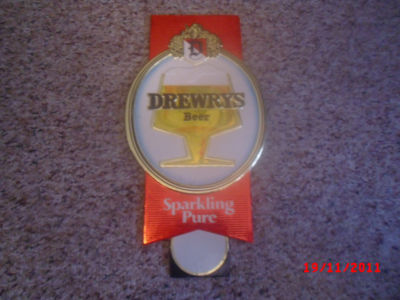 D
DREWRYS
Beer
Sparkling
Pure
19/11/2011